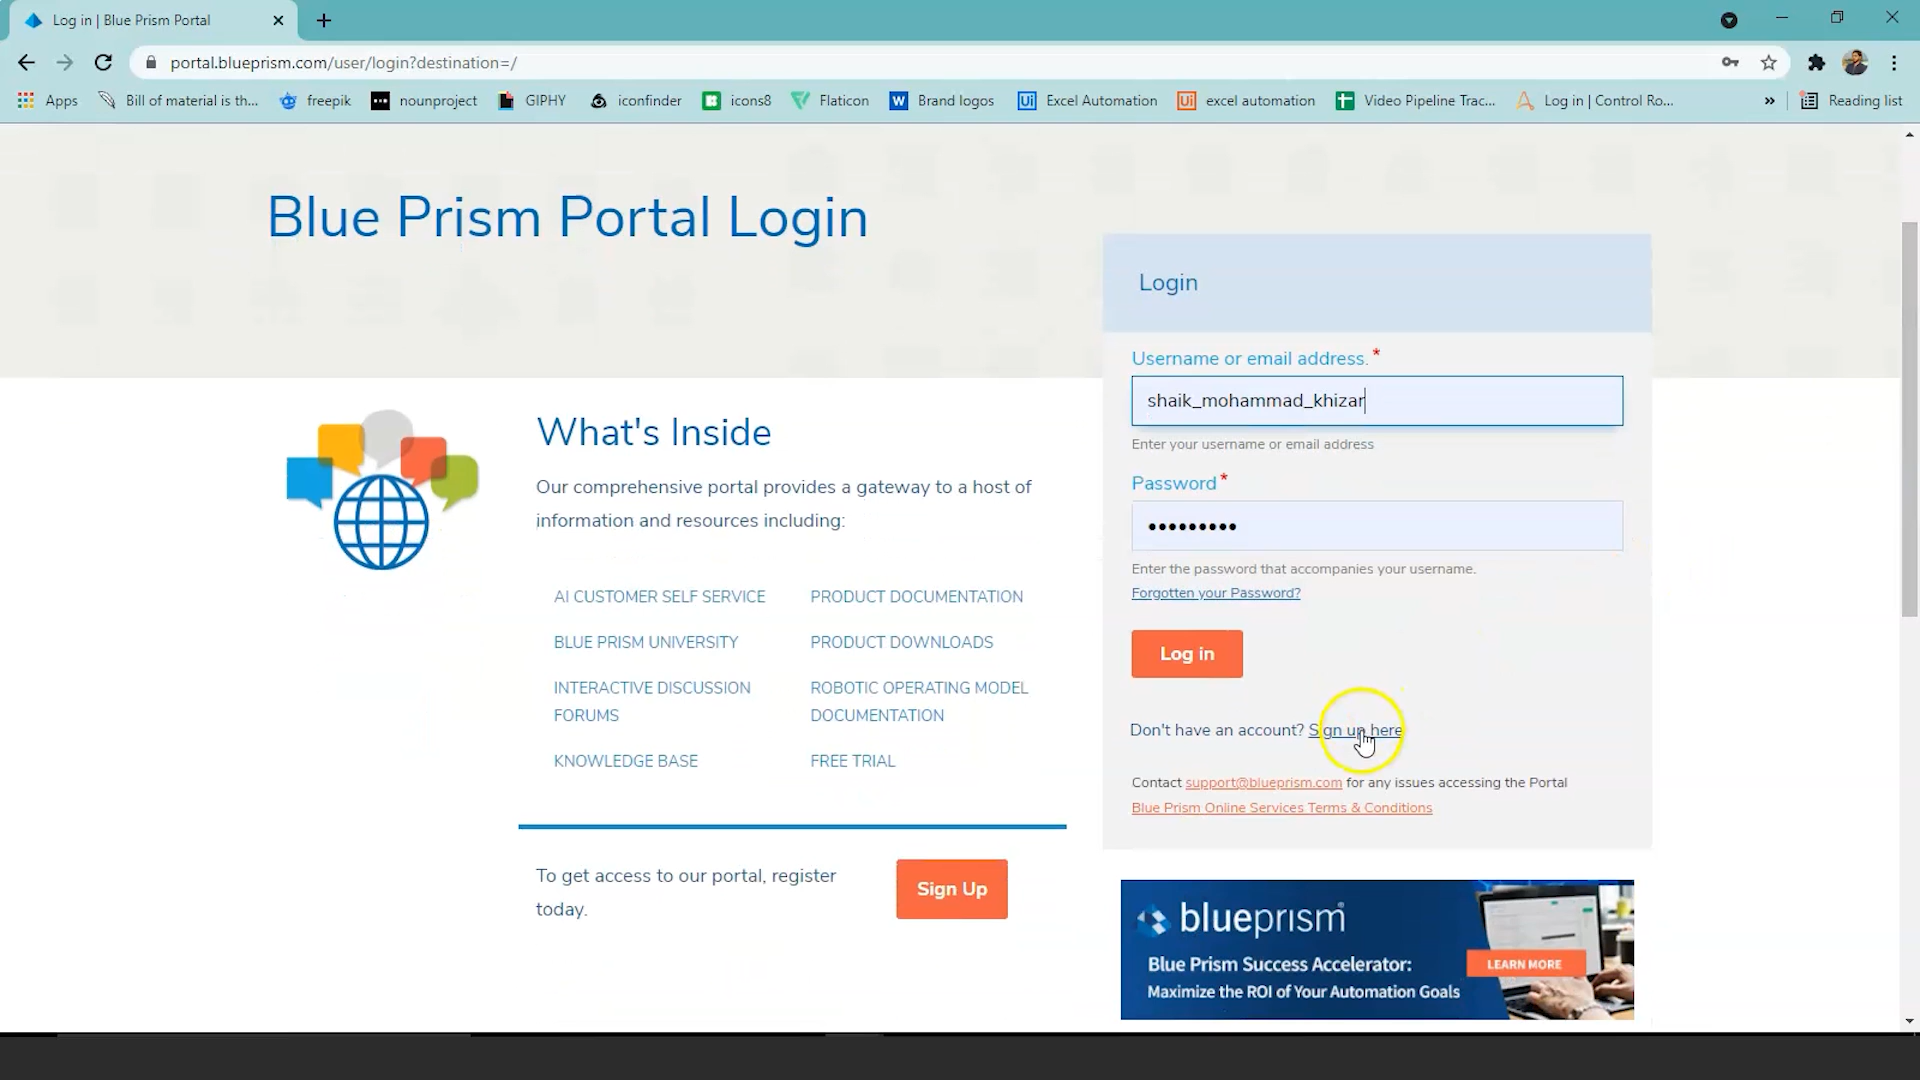 Log in | Blue Prism Portal
portal.blueprism.com/user/login?destination=/
Apps
Bill of material is th...
freepik
nounproject
GIPHY
iconfinder
icons8
Flaticon
W
Brand logos
Ui
Excel Automation
Ui
excel automation
Video Pipeline Trac...
Log in | Control Ro...
»
Reading list
Blue Prism Portal Login
Login
Username or email address. *
shaik_mohammad_khizar
Enter your username or email address
Password *
•••••••••
Enter the password that accompanies your username.
Forgotten your Password?
Log in
Don't have an account? Sign up here
Contact support@blueprism.com for any issues accessing the Portal
Blue Prism Online Services Terms & Conditions
What's Inside
Our comprehensive portal provides a gateway to a host of
information and resources including:
AI CUSTOMER SELF SERVICE
PRODUCT DOCUMENTATION
BLUE PRISM UNIVERSITY
PRODUCT DOWNLOADS
INTERACTIVE DISCUSSION
FORUMS
ROBOTIC OPERATING MODEL
DOCUMENTATION
KNOWLEDGE BASE
FREE TRIAL
To get access to our portal, register
today.
Sign Up
blueprism
Blue Prism Success Accelerator:
Maximize the ROI of Your Automation Goals
LEARN MORE